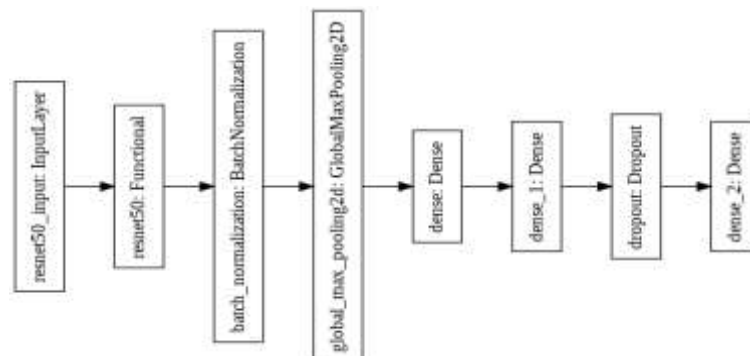 resnet50_input: InputLayer
resnet50: Functional
batch_normalization: BatchNormalization
global_max_pooling2d: GlobalMaxPooling2D
dense: Dense
dense_1: Dense
dropout: Dropout
dense_2: Dense